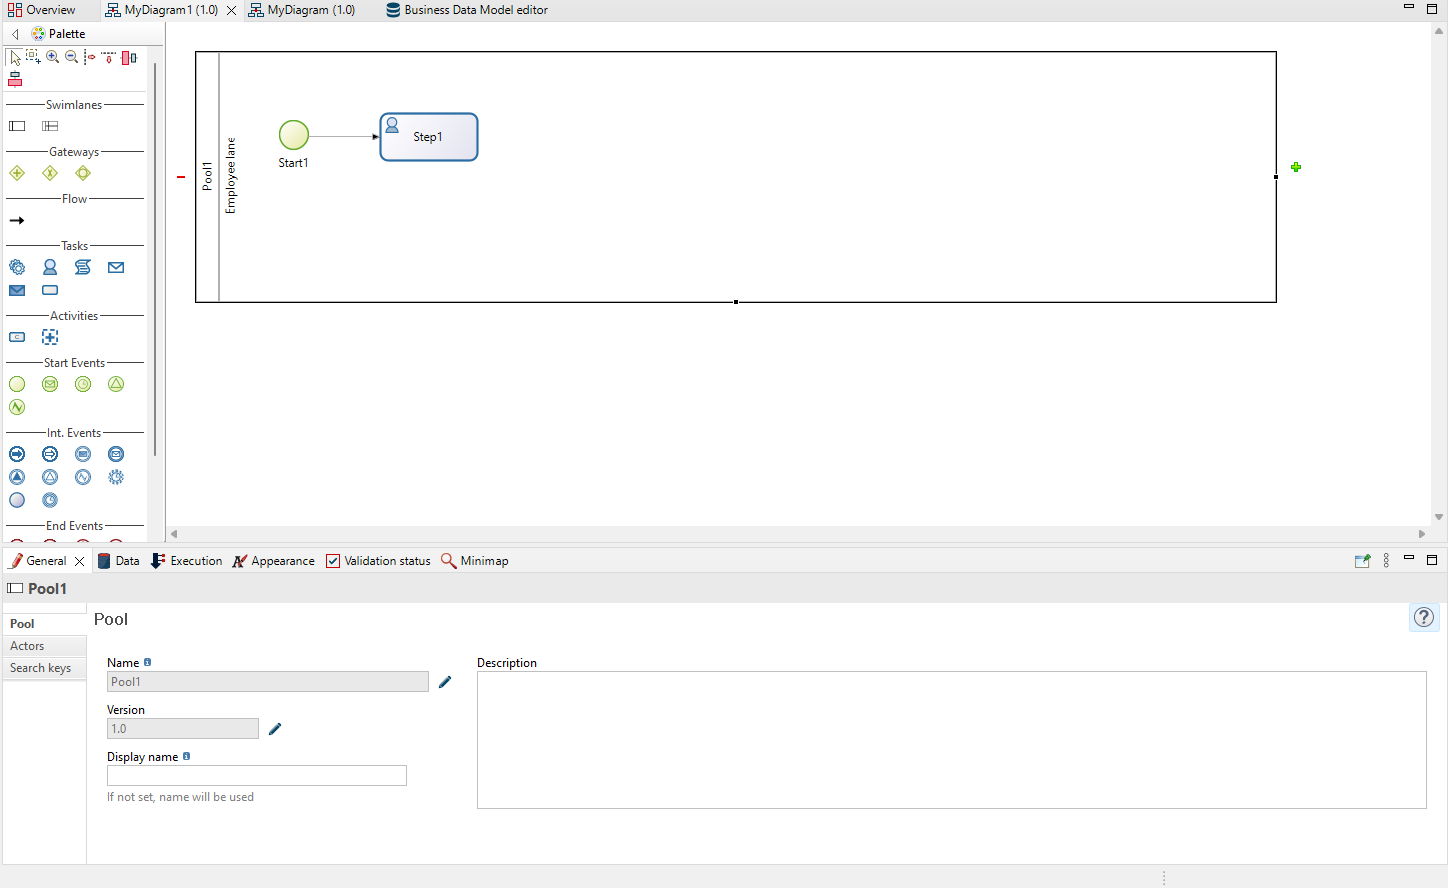 Overview
MyDiagram1 (1.0)
MyDiagram (1.0)
Business Data Model editor
Palette
Swimlanes
Gateways
Flow
Tasks
Activities
Start Events
Int. Events
End Events
Pool1
Employee lane
Start1
Step1
General
Data
Execution
Appearance
Validation status
Minimap
Pool1
Pool
Actors
Search keys
Pool
Name
Pool1
Version
1.0
Display name
If not set, name will be used
Description